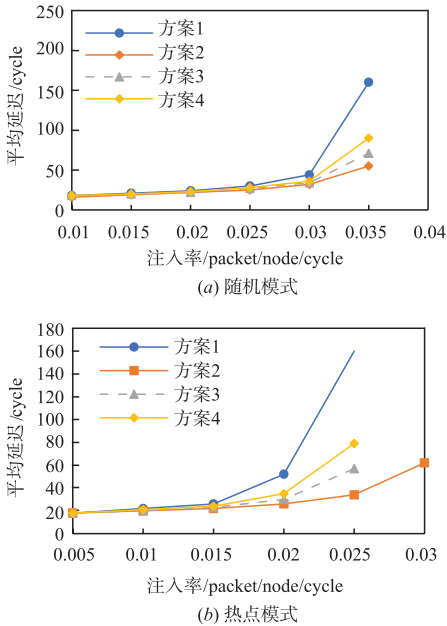 250
200
150
100
50
0
平均延迟/cycle
方案1
方案2
方案3
方案4
0.01 0.015 0.02 0.025 0.03 0.035 0.04
注入率/packet/node/cycle
(a) 随机模式
180
160
140
120
100
80
60
40
20
0
平均延迟/cycle
方案1
方案2
方案3
方案4
0.005 0.01 0.015 0.02 0.025 0.03
注入率/packet/node/cycle
(b) 热点模式